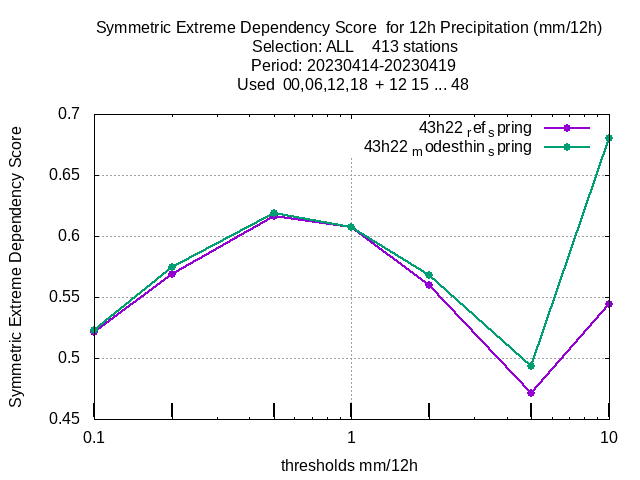 Symmetric Extreme Dependency Score for 12h Precipitation (mm/12h)
Selection: ALL 413 stations
Period: 20230414-20230419
Used 00,06,12,18 + 12 15 ... 48
43h22 ref spring
43h22 modesthin spring
Symmetric Extreme Dependency Score
0.7
0.65
0.6
0.55
0.5
0.45
0.1
1
10
thresholds mm/12h